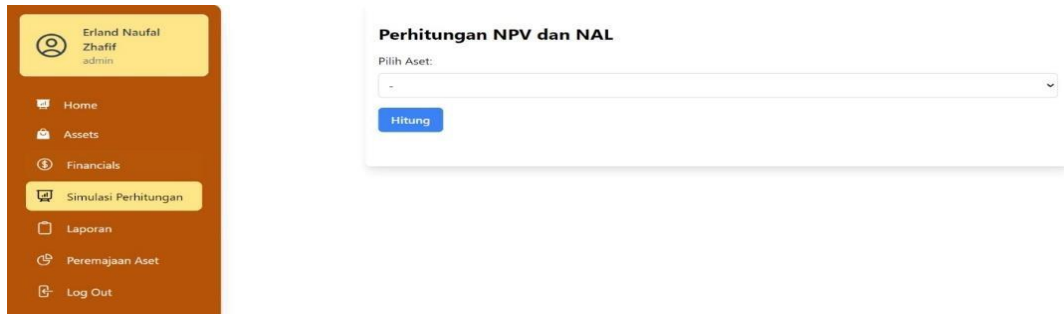 Erland Naufal
Zhafif
admin
Home
Assets
Financials
Simulasi Perhitungan
Laporan
Peremajaan Aset
Log Out
Perhitungan NPV dan NAL
Pilih Aset:
-
Hitung